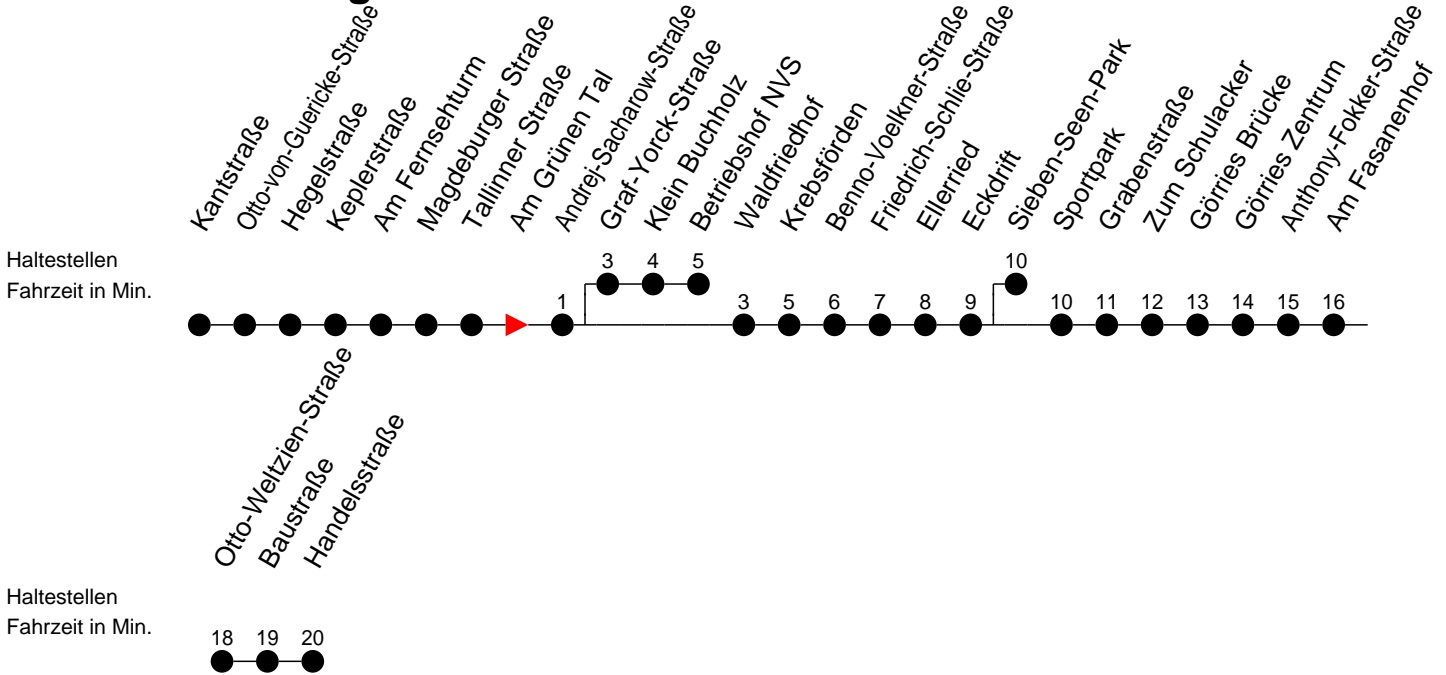 Kantstraße
Otto-von-Guericke-Straße
Hegelstraße
Keplerstraße
Am Fernsehturm
Magdeburger Straße
Tallinner Straße
Am Grünen Tal
Andrej-Sacharow-Straße
Graf-Yorck-Straße
Klein Buchholz
Betriebshof NVS
Waldfriedhof
Krebsförden
Benno-Voelkner-Straße
Friedrich-Schlie-Straße
Ellerried
Eckdrift
Sieben-Seen-Park
Sportpark
Grabenstraße
Zum Schulacker
Görries Brücke
Görries Zentrum
Anthony-Fokker-Straße
Am Fasanenhof
Haltestellen
3 4 5 10
Fahrzeit in Min.
1 3 5 6 7 8 9 10 11 12 13 14 15 16
Otto-Weltzien-Straße
Baustraße
Handelsstraße
Haltestellen
Fahrzeit in Min.
18 19 20